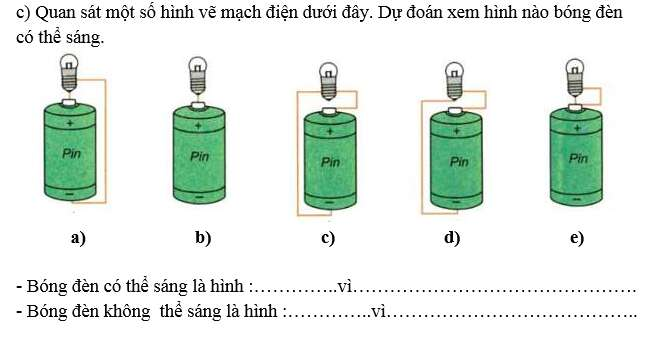 c) Quan sát một số hình vẽ mạch điện dưới đây. Dự đoán xem hình nào bóng đèn
có thể sáng.
+ + + + +
Pin Pin Pin Pin Pin
− − − − −
a) b) c) d) e)
- Bóng đèn có thể sáng là hình :…………..vì…………………………………………
- Bóng đèn không  thể sáng là hình :…………..vì……………………………………..